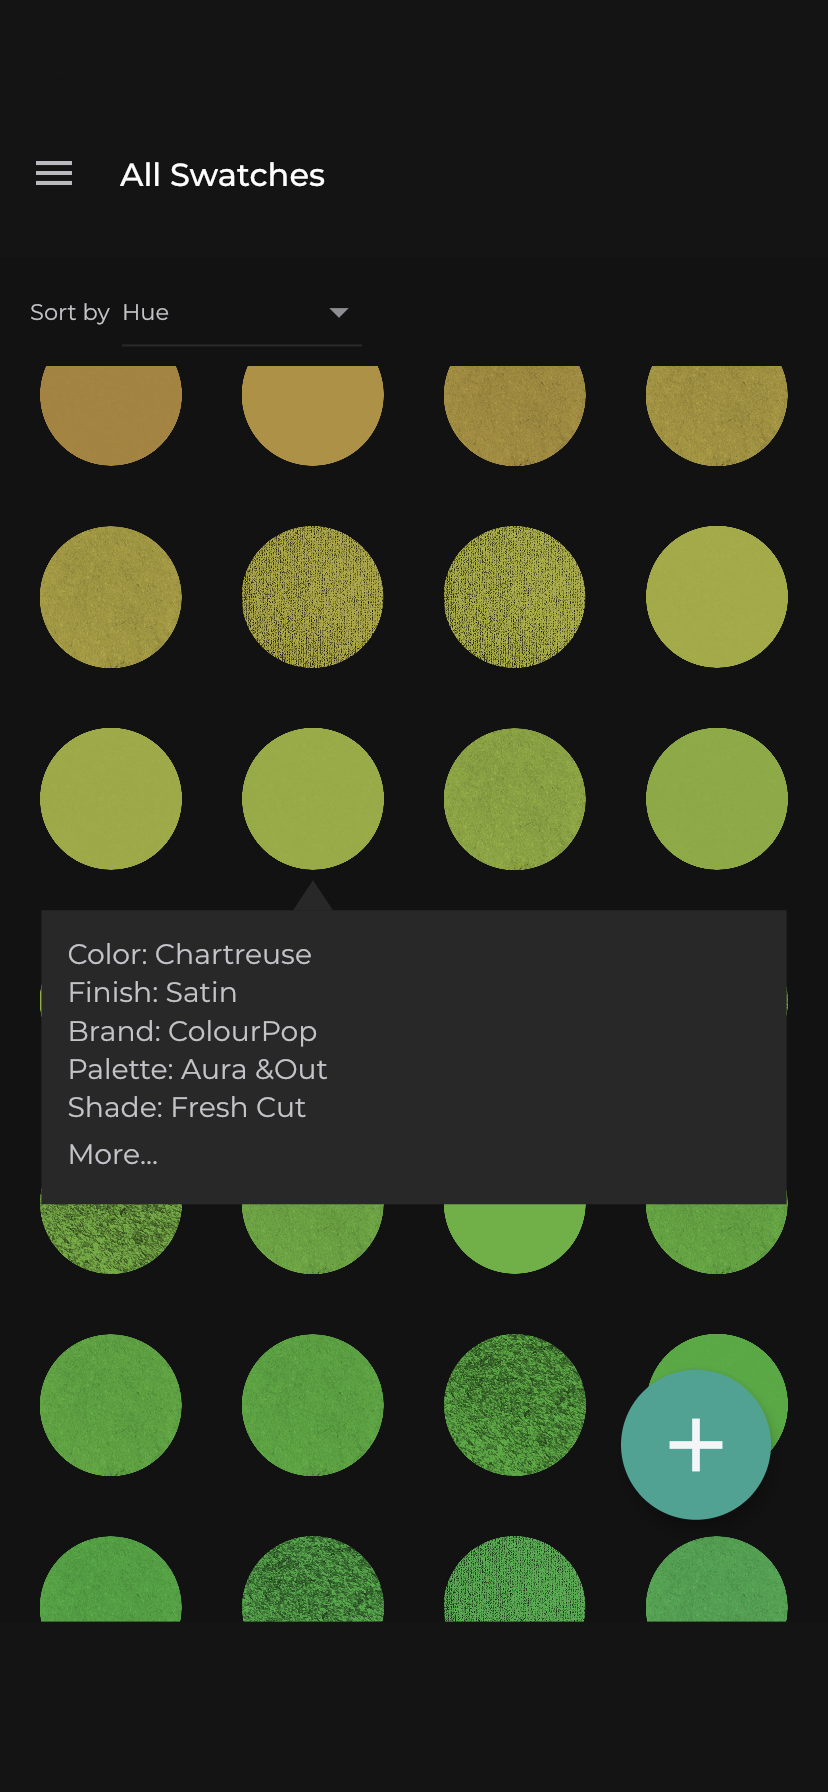 All Swatches
Sort by Hue
Color: Chartreuse
Finish: Satin
Brand: ColourPop
Palette: Aura &Out
Shade: Fresh Cut
More...